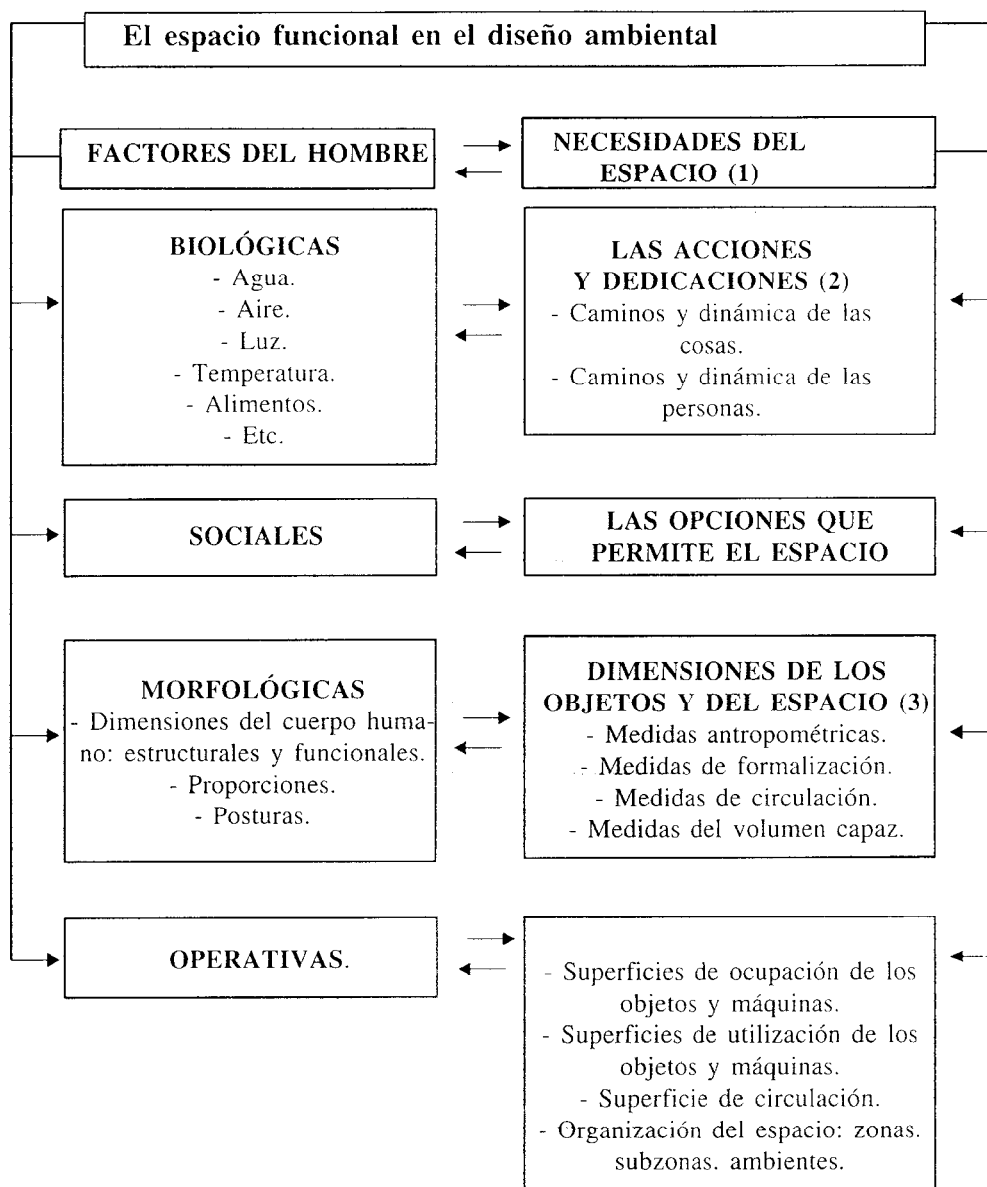 El espacio funcional en el diseño ambiental
FACTORES DEL HOMBRE
NECESIDADES DEL
ESPACIO (1)
BIOLÓGICAS
- Agua.
- Aire.
- Luz.
- Temperatura.
- Alimentos.
- Etc.
LAS ACCIONES
Y DEDICACIONES (2)
- Caminos y dinámica de las
cosas.
- Caminos y dinámica de las
personas.
SOCIALES
LAS OPCIONES QUE
PERMITE EL ESPACIO
MORFOLÓGICAS
- Dimensiones del cuerpo huma-
no: estructurales y funcionales.
- Proporciones.
- Posturas.
DIMENSIONES DE LOS
OBJETOS Y DEL ESPACIO (3)
- Medidas antropométricas.
- Medidas de formalización.
- Medidas de circulación.
- Medidas del volumen capaz.
OPERATIVAS.
- Superficies de ocupación de los
objetos y máquinas.
- Superficies de utilización de los
objetos y máquinas.
- Superficie de circulación.
- Organización del espacio: zonas.
subzonas. ambientes.